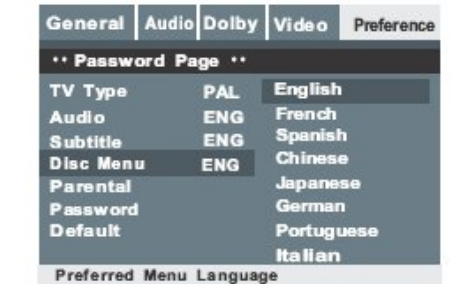 General Audio Dolby Video Preference
•• Password Page ••
TV Type PAL English
Audio ENG French
Subtitle ENG Spanish
Disc Menu ENG Chinese
Parental Japanese
Password German
Default Portuguese
Italian
Preferred Menu Language